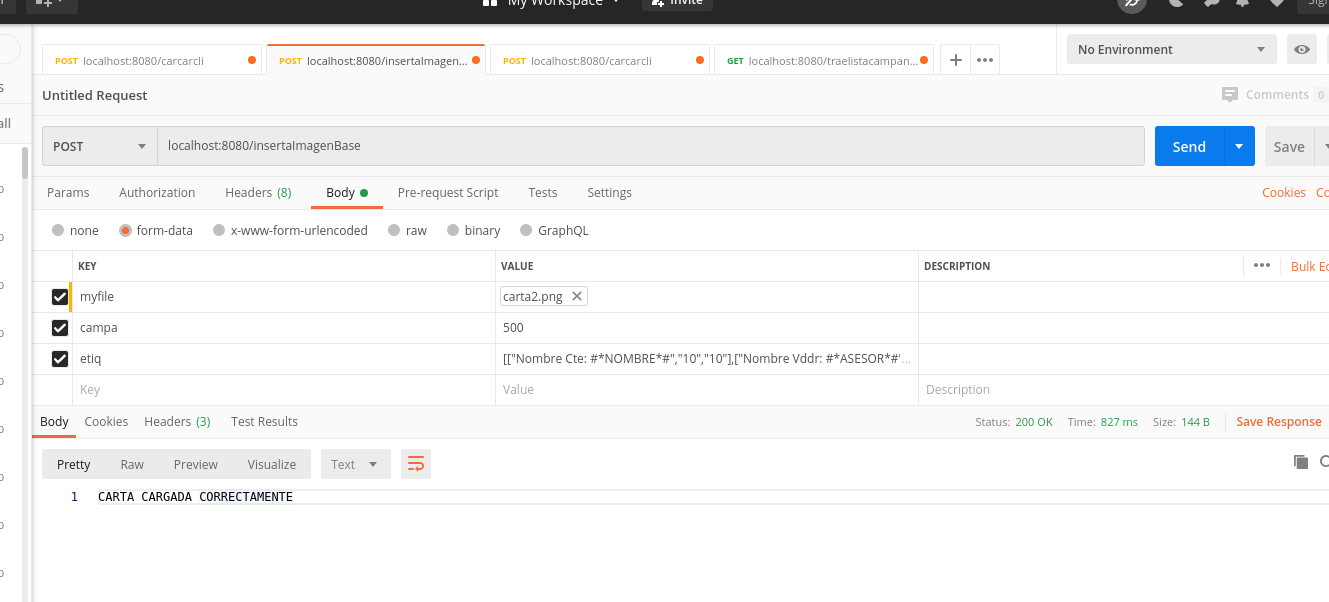 My Workspace Invite
POST localhost:8080/carcarcli POST localhost:8080/insertaImagen... POST localhost:8080/carcarcli GET localhost:8080/traelistacampan... + ••• No Environment
Untitled Request Comments 0
all
POST localhost:8080/insertaImagenBase Send Save
Params Authorization Headers (8) Body Pre-request Script Tests Settings Cookies
none form-data x-www-form-urlencoded raw binary GraphQL
KEY VALUE DESCRIPTION ••• Bulk
myfile carta2.png
campa 500
etiq [["Nombre Cte: #*NOMBRE*#","10","10"],["Nombre Vddr: #*ASESOR*#"...
Key Value Description
Body Cookies Headers (3) Test Results Status: 200 OK Time: 827 ms Size: 144 B Save Response
Pretty Raw Preview Visualize Text
1 CARTA CARGADA CORRECTAMENTE